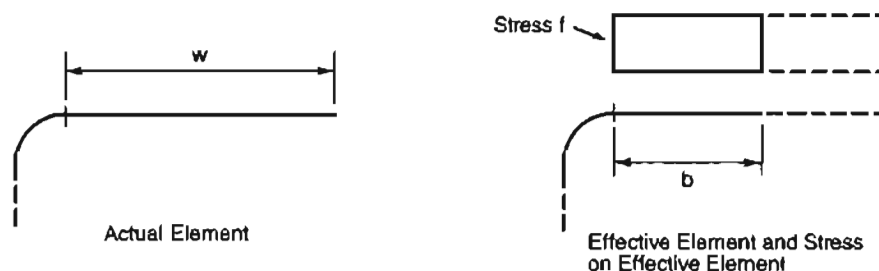 w
Actual Element
Stress f
b
Effective Element and Stress
on Effective Element